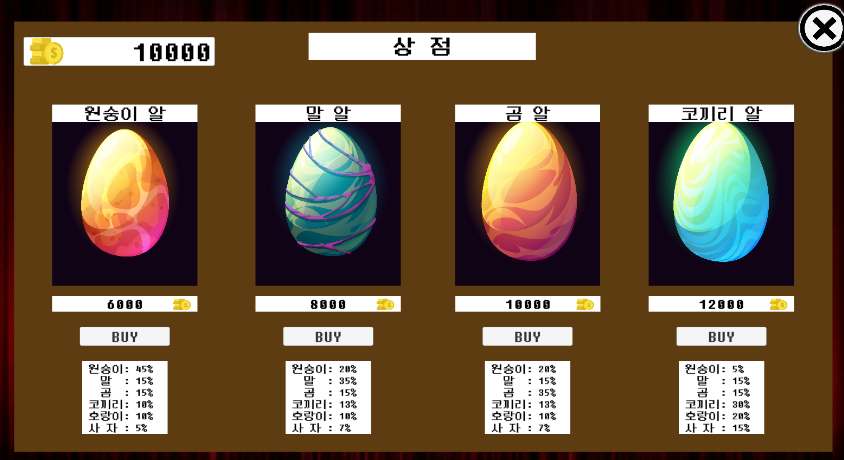 10000
상 점
원숭이 알
말 알
곰 알
코끼리 알
6000
8000
10000
12000
BUY
BUY
BUY
BUY
원숭이: 45%
말 : 15%
곰 : 15%
코끼리: 10%
호랑이: 10%
사 자 : 5%
원숭이: 20%
말 : 35%
곰 : 15%
코끼리: 13%
호랑이: 10%
사 자 : 7%
원숭이: 20%
말 : 15%
곰 : 35%
코끼리: 13%
호랑이: 10%
사 자 : 7%
원숭이: 5%
말 : 15%
곰 : 15%
코끼리: 30%
호랑이: 20%
사 자 : 15%